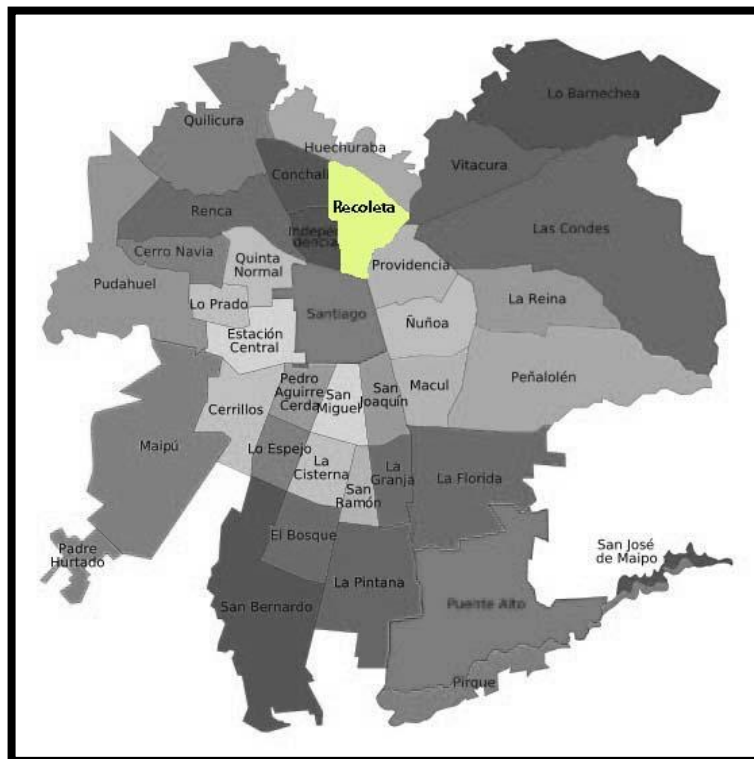 Lo Barnechea
Quilicura
Huechuraba
Vitacura
Conchalí
Recoleta
Renca
Indepen
dencia
Las Condes
Cerro Navia
Quinta
Normal
Providencia
Pudahuel
Lo Prado
La Reina
Santiago
Ñuñoa
Estación
Central
Pedro
Aguirre
Cerda
San
Miguel
San
Joaquín
Macul
Peñalolén
Cerrillos
Maipú
Lo Espejo
La
Cisterna
San
Ramón
La
Granja
La Florida
El Bosque
Padre
Hurtado
San José
de Maipo
La Pintana
San Bernardo
Puente Alto
Pirque